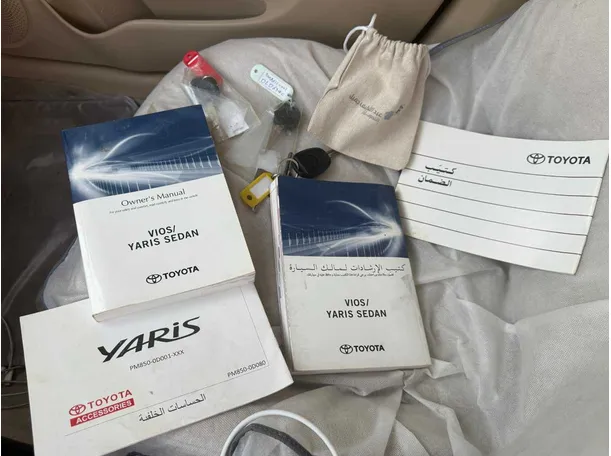 Owner's Manual
VIOS/
YARIS SEDAN
TOYOTA
كتيب الإرشادات لمالك السيارة
VIOS/
YARIS SEDAN
TOYOTA
TOYOTA
كتيب
الضمان
YARIS
PM850-0D001-XXX
PM850-0D080
TOYOTA
ACCESSORIES
الحساسات الخلفية